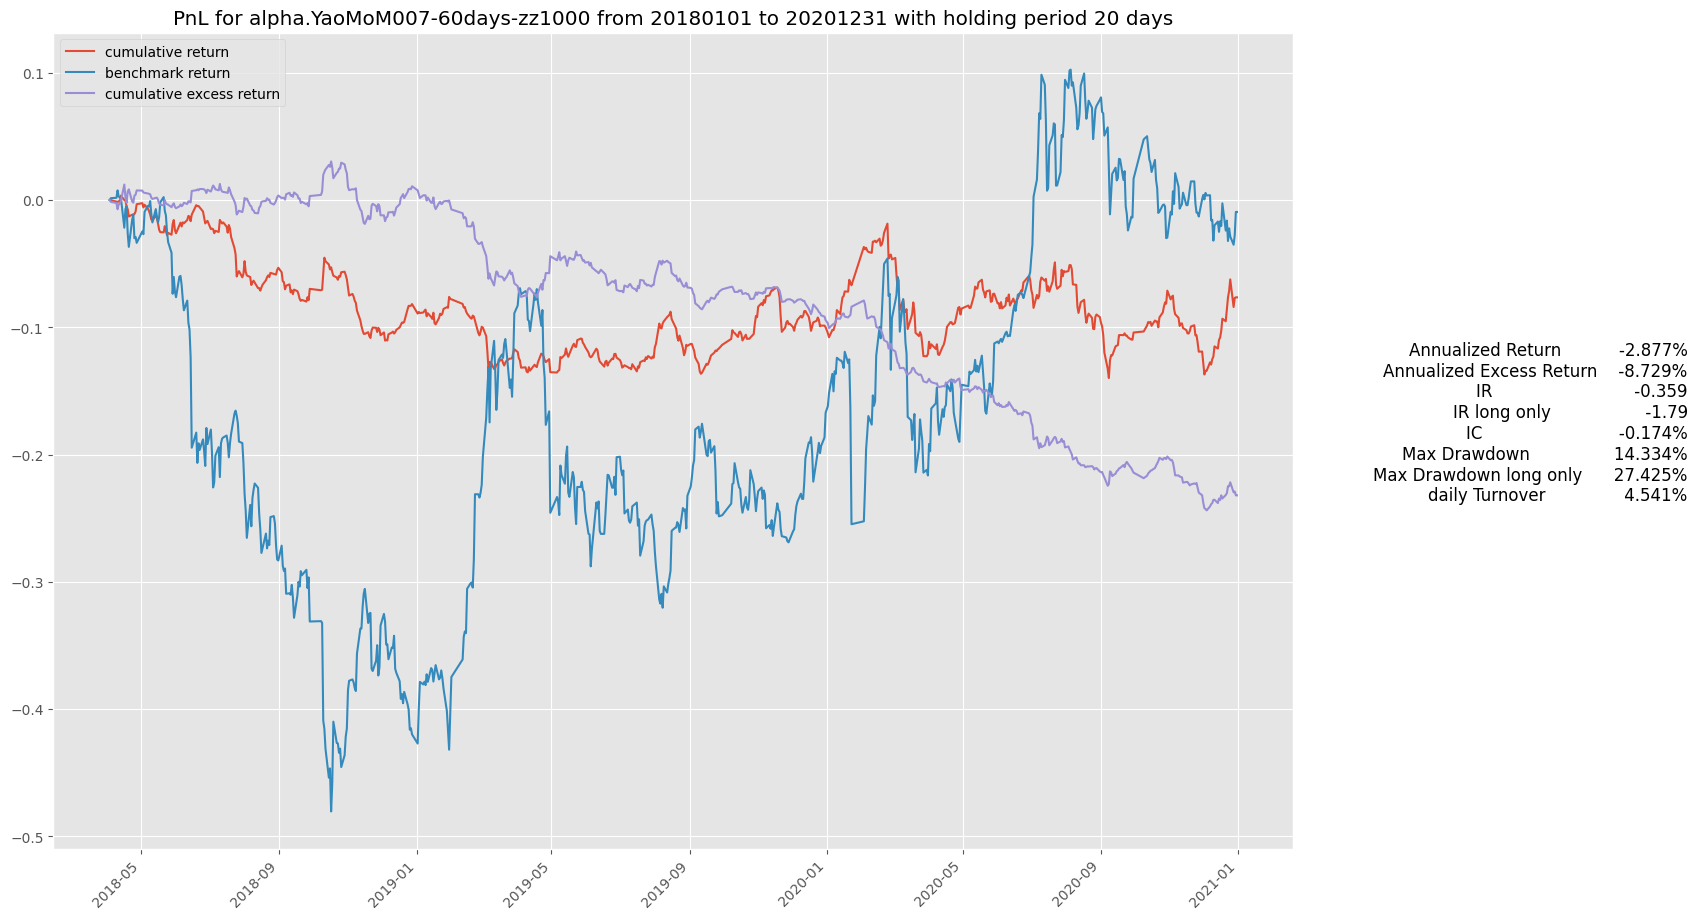 PnL for alpha.YaoMoM007-60days-zz1000 from 20180101 to 20201231 with holding period 20 days
cumulative return
benchmark return
cumulative excess return
0.1
0.0
−0.1
−0.2
−0.3
−0.4
−0.5
2018-05
2018-09
2019-01
2019-05
2019-09
2020-01
2020-05
2020-09
2021-01
Annualized Return -2.877%
Annualized Excess Return -8.729%
IR -0.359
IR long only -1.79
IC -0.174%
Max Drawdown 14.334%
Max Drawdown long only 27.425%
daily Turnover 4.541%